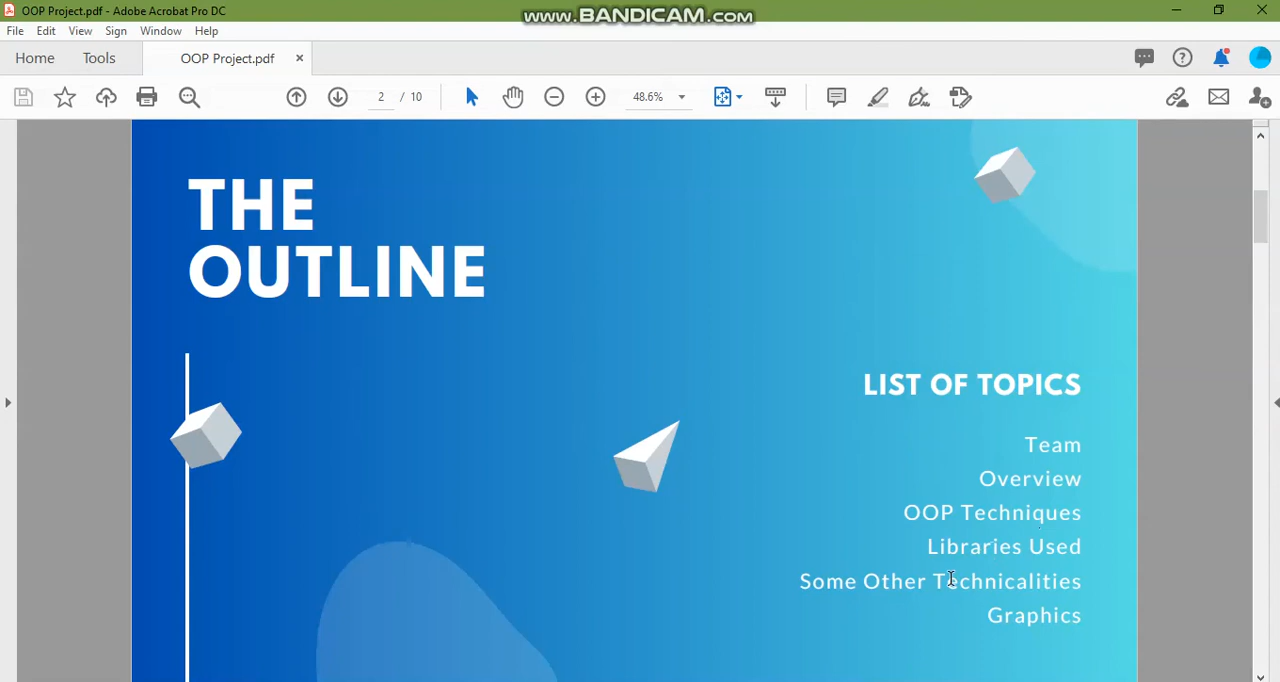 OOP Project.pdf - Adobe Acrobat Pro DC
www.BANDICAM.com
File Edit View Sign Window Help
Home Tools OOP Project.pdf ×
2 / 10 48.6%
THE
OUTLINE
LIST OF TOPICS
Team
Overview
OOP Techniques
Libraries Used
Some Other Technicalities
Graphics